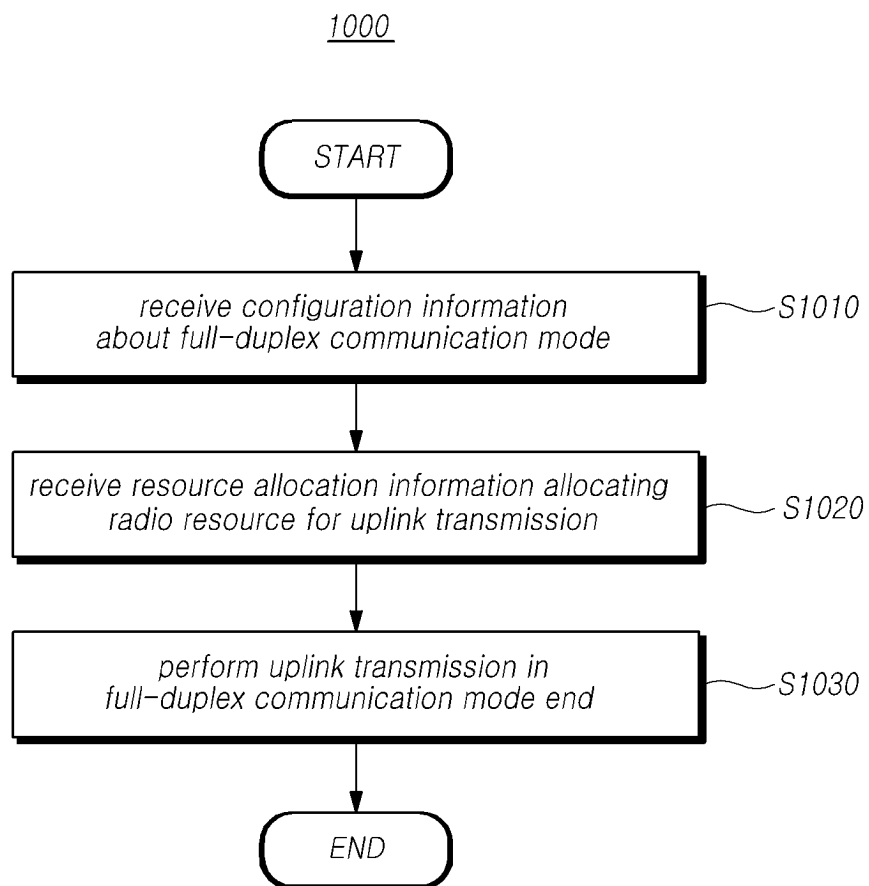 1000
START
receive configuration information
about full-duplex communication mode
S1010
receive resource allocation information allocating
radio resource for uplink transmission
S1020
perform uplink transmission in
full-duplex communication mode end
S1030
END